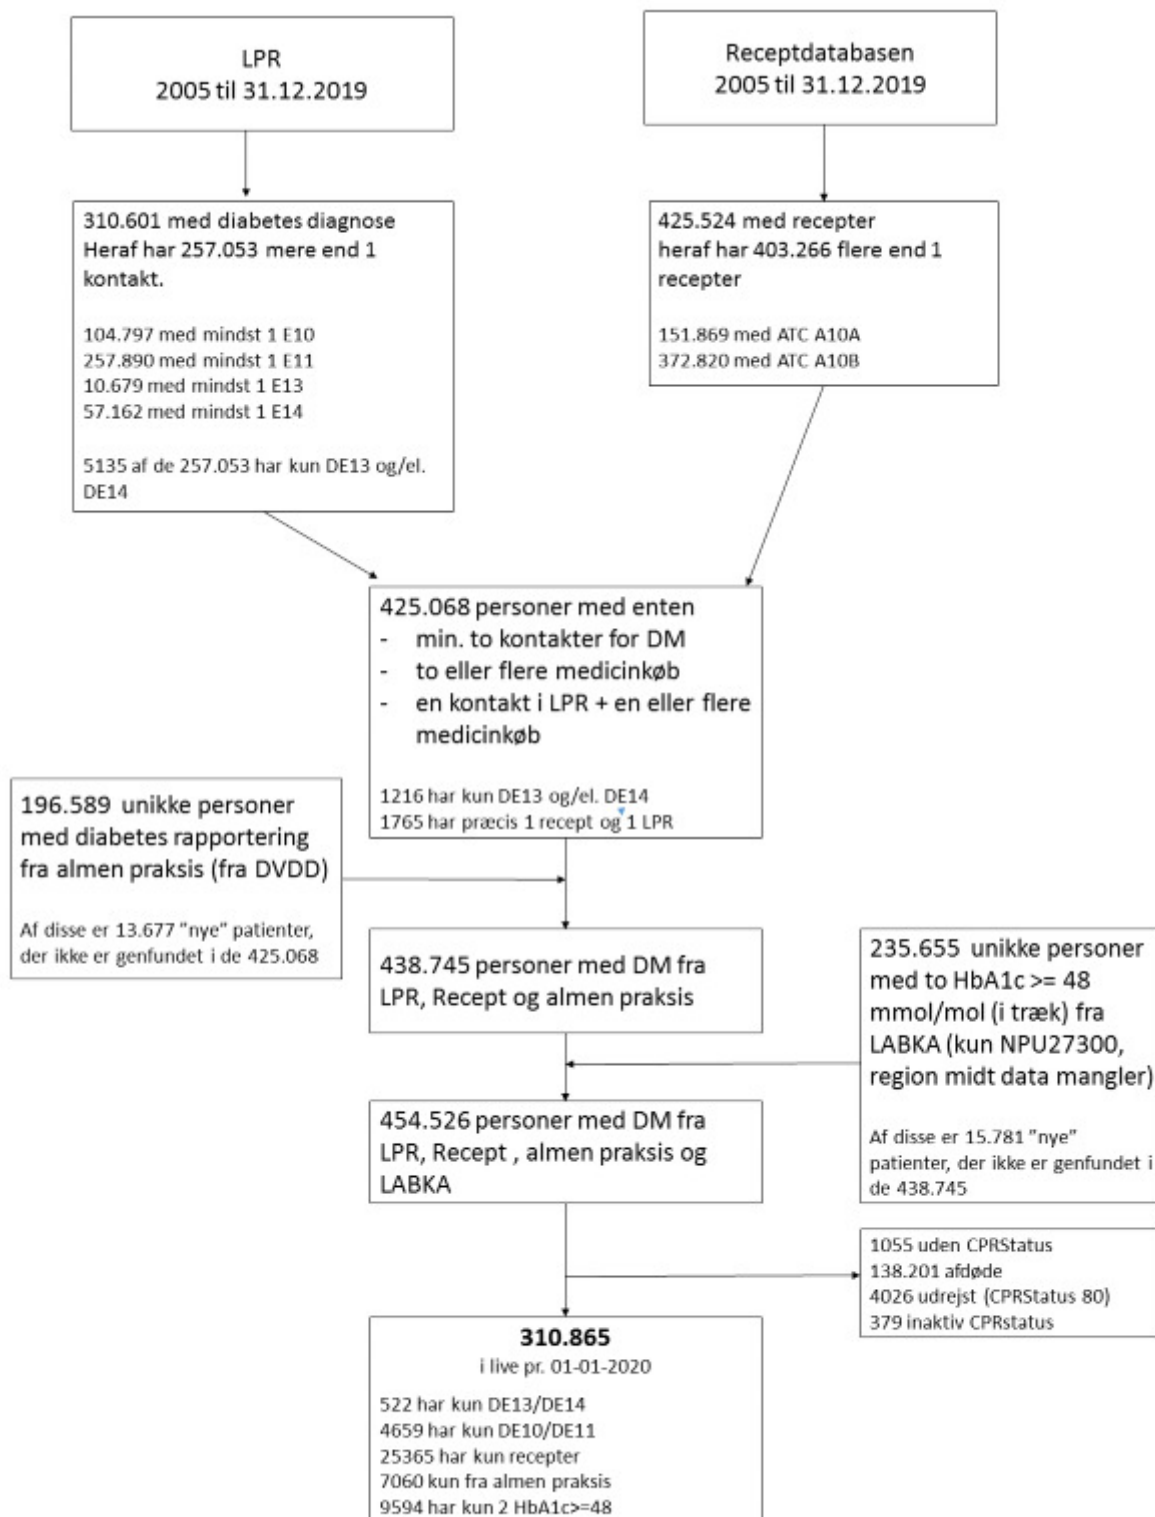 LPR
2005 til 31.12.2019
Receptdatabasen
2005 til 31.12.2019
310.601 med diabetes diagnose
Heraf har 257.053 mere end 1
kontakt.
104.797 med mindst 1 E10
257.890 med mindst 1 E11
10.679 med mindst 1 E13
57.162 med mindst 1 E14
5135 af de 257.053 har kun DE13 og/el.
DE14
425.524 med recepter
heraf har 403.266 flere end 1
recepter
151.869 med ATC A10A
372.820 med ATC A10B
425.068 personer med enten
- min. to kontakter for DM
- to eller flere medicinkøb
- en kontakt i LPR + en eller flere
medicinkøb
1216 har kun DE13 og/el. DE14
1765 har præcis 1 recept og 1 LPR
196.589 unikke personer
med diabetes rapportering
fra almen praksis (fra DVDD)
Af disse er 13.677 ”nye” patienter,
der ikke er genfundet i de 425.068
438.745 personer med DM fra
LPR, Recept og almen praksis
235.655 unikke personer
med to HbA1c >= 48
mmol/mol (i træk) fra
LABKA (kun NPU27300,
region midt data mangler)
Af disse er 15.781 ”nye”
patienter, der ikke er genfundet i
de 438.745
454.526 personer med DM fra
LPR, Recept , almen praksis og
LABKA
1055 uden CPRStatus
138.201 afdøde
4026 udrejst (CPRStatus 80)
379 inaktiv CPRstatus
310.865
i live pr. 01-01-2020
522 har kun DE13/DE14
4659 har kun DE10/DE11
25365 har kun recepter
7060 kun fra almen praksis
9594 har kun 2 HbA1c>=48